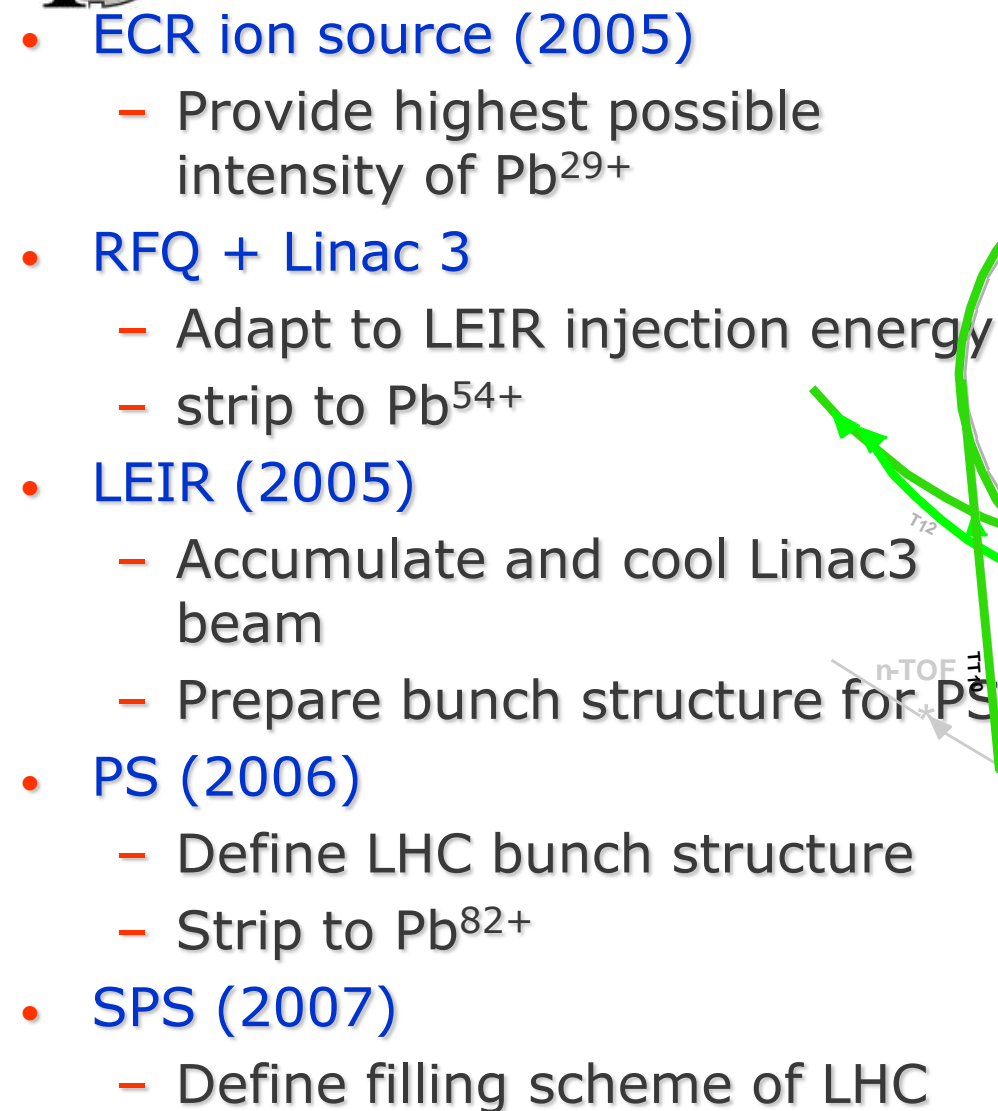 • ECR ion source (2005)
– Provide highest possible
intensity of Pb²⁹⁺
• RFQ + Linac 3
– Adapt to LEIR injection energy
– strip to Pb⁵⁴⁺
• LEIR (2005)
T12
– Accumulate and cool Linac3
beam
n-TOF
TT10
– Prepare bunch structure for PS
*
• PS (2006)
– Define LHC bunch structure
– Strip to Pb⁸²⁺
• SPS (2007)
– Define filling scheme of LHC